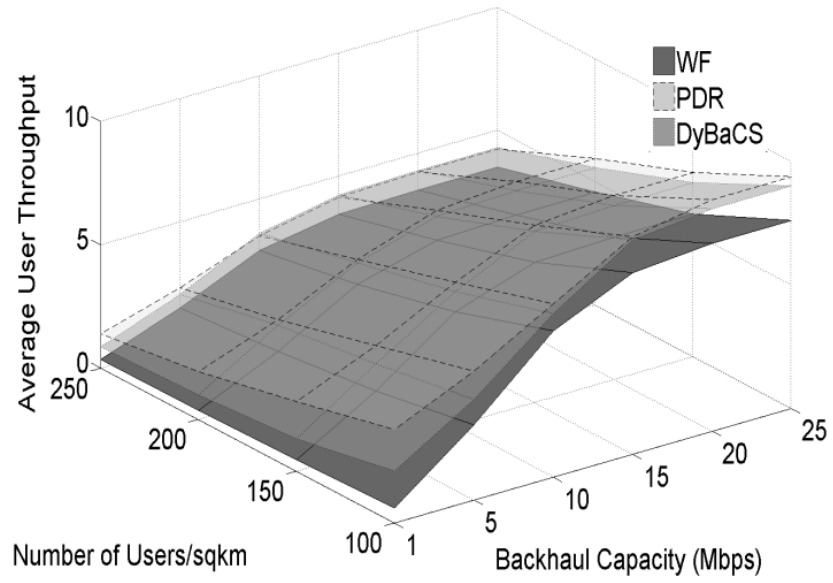 WF
PDR
DyBaCS
Average User Throughput
10
5
0
250
200
150
100
1
5
10
15
20
25
Number of Users/sqkm
Backhaul Capacity (Mbps)